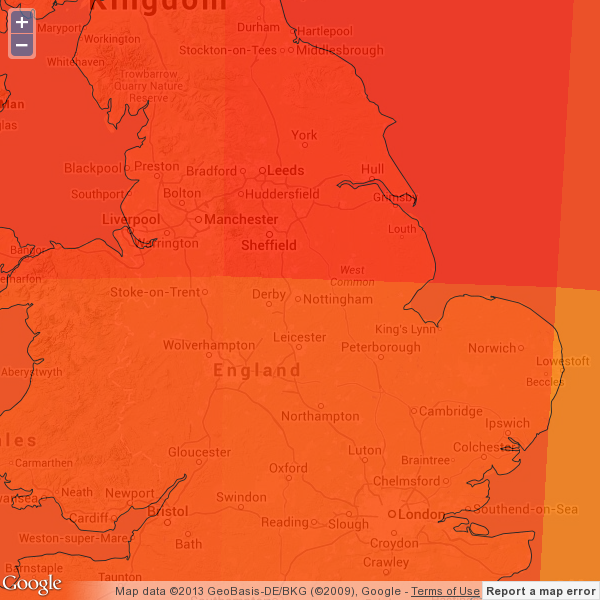 Kingdom
+
−
Maryport
Workington
Whitehaven
Durham
Hartlepool
Stockton-on-Tees
Middlesbrough
Trowbarrow
Quarry Nature
Reserve
Man
glas
York
Blackpool
Preston
Bradford
Leeds
Hull
Southport
Bolton
Huddersfield
Grimsby
Liverpool
Manchester
Louth
Warrington
Sheffield
Bangor
West
Common
Stoke-on-Trent
Derby
Nottingham
King's Lynn
Wolverhampton
Leicester
Peterborough
Norwich
Lowestoft
England
Aberystwyth
Beccles
Northampton
Cambridge
Ipswich
ales
Carmarthen
Gloucester
Luton
Braintree
Colchester
Oxford
Chelmsford
Neath
Newport
Swansea
Swindon
Southend-on-Sea
Cardiff
Bristol
Reading
Slough
London
Weston-super-Mare
Bath
Croydon
Barnstaple
Taunton
Crawley
Google
Map data ©2013 GeoBasis-DE/BKG (©2009), Google - Terms of Use
Report a map error